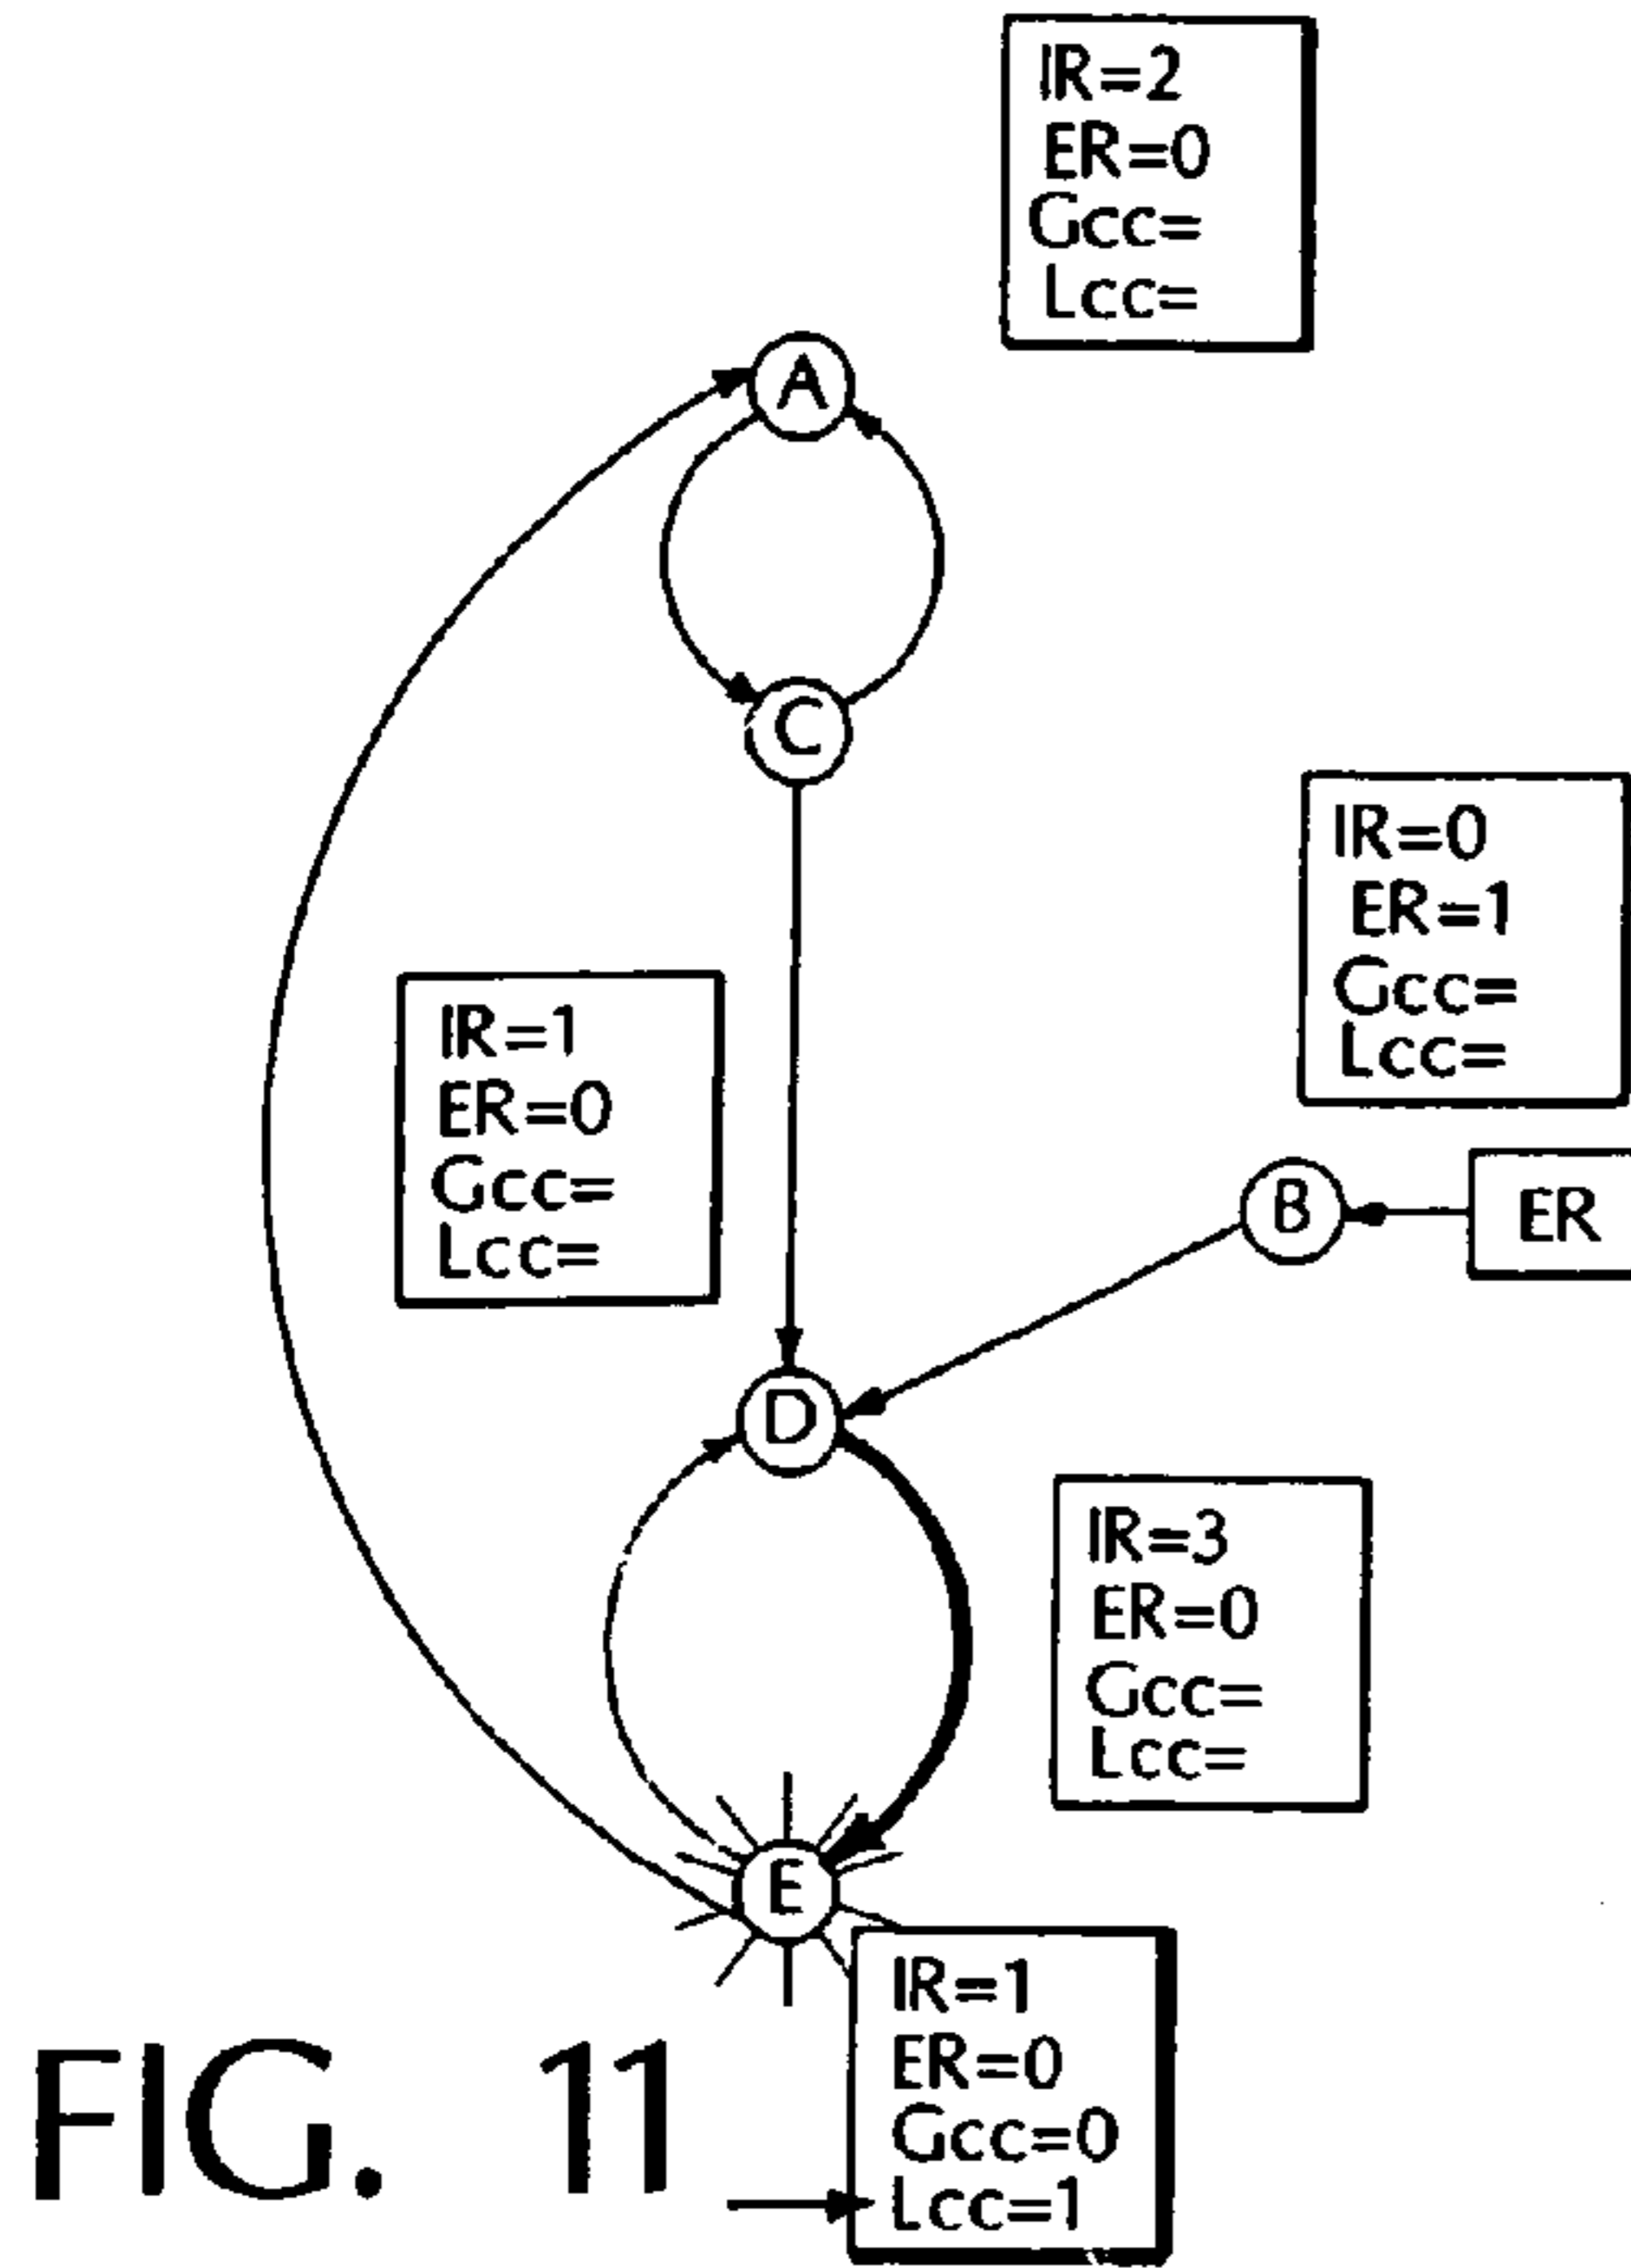 IR=2
ER=0
Gcc=
Lcc=
A
C
IR=0
ER=1
Gcc=
Lcc=
IR=1
ER=0
Gcc=
Lcc=
B
ER
D
IR=3
ER=0
Gcc=
Lcc=
E
IR=1
ER=0
Gcc=0
Lcc=1
FIG. 11